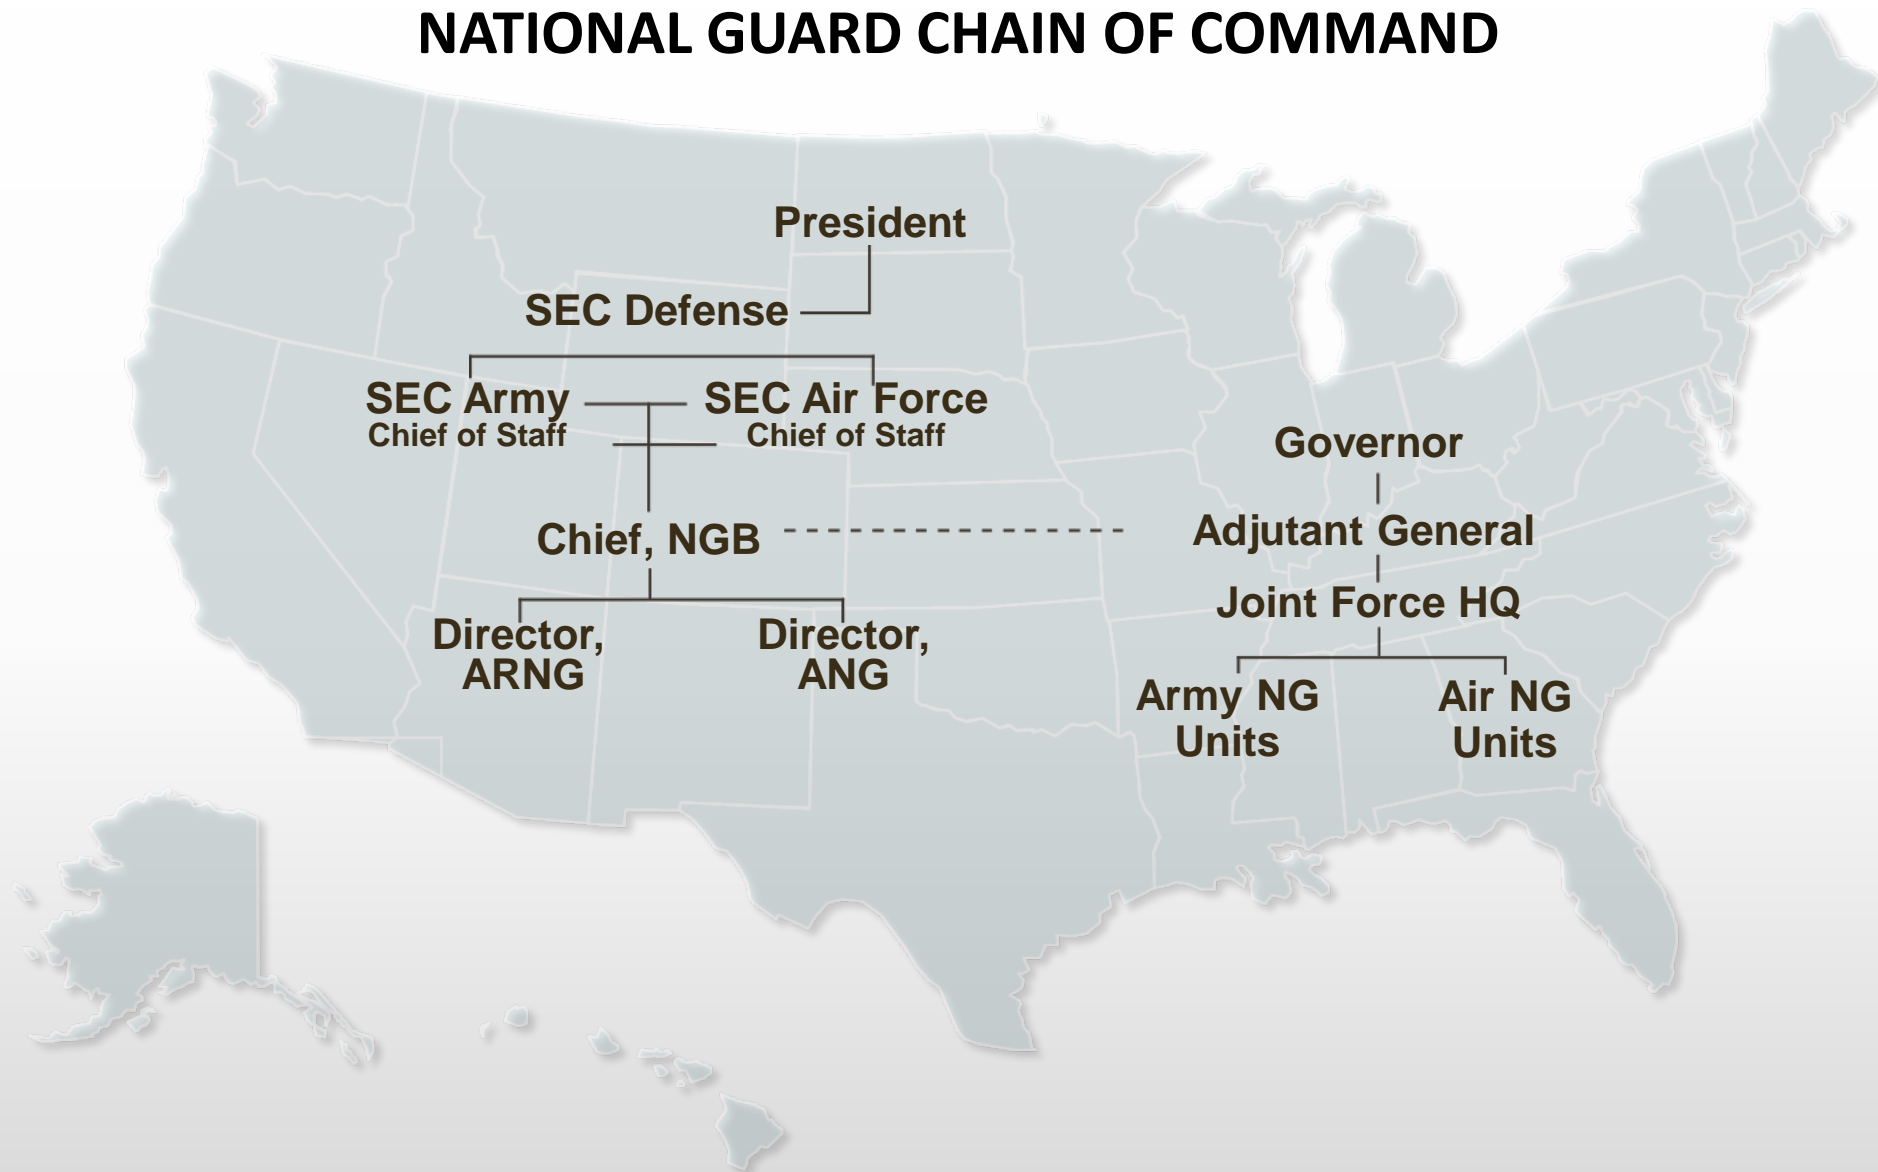 NATIONAL GUARD CHAIN OF COMMAND
President
SEC Defense
SEC Army
Chief of Staff
SEC Air Force
Chief of Staff
Chief, NGB
Director,
ARNG
Director,
ANG
Governor
Adjutant General
Joint Force HQ
Army NG
Units
Air NG
Units